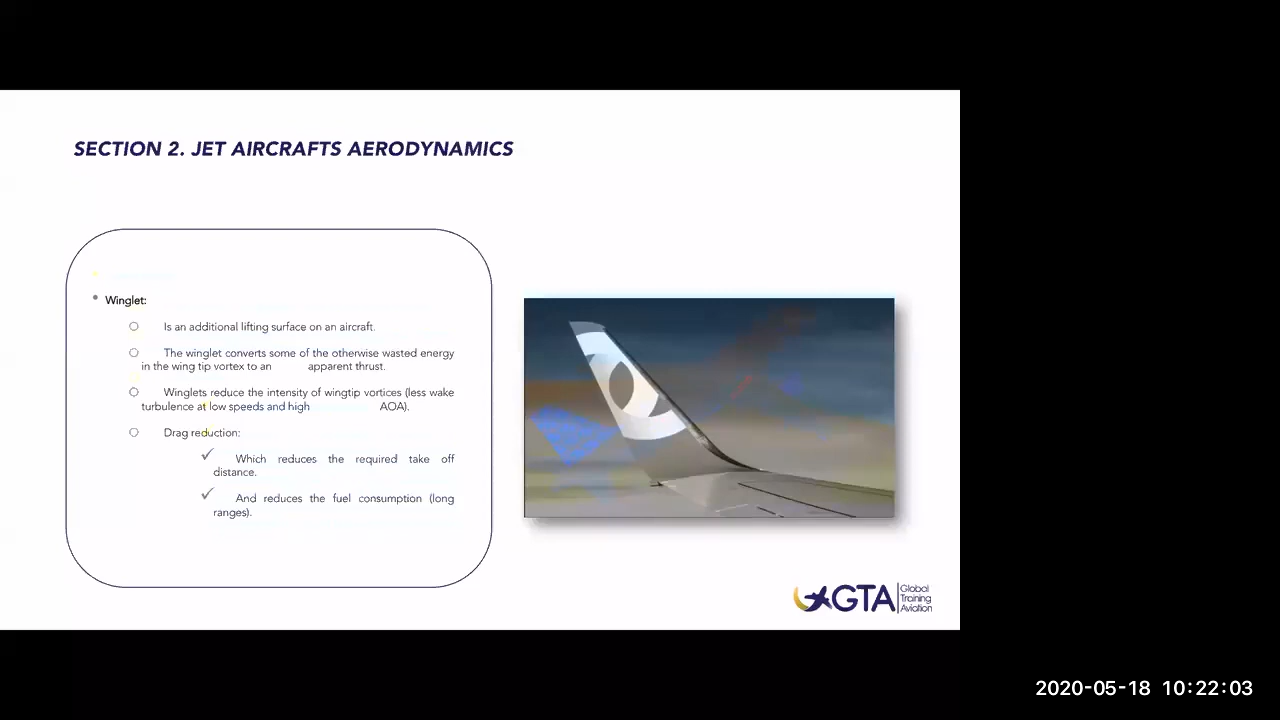 SECTION 2. JET AIRCRAFTS AERODYNAMICS
Winglet:
Is an additional lifting surface on an aircraft.
The winglet converts some of the otherwise wasted energy
in the wing tip vortex to an apparent thrust.
Winglets reduce the intensity of wingtip vortices (less wake
turbulence at low speeds and high AOA).
Drag reduction:
Which reduces the required take off
distance.
And reduces the fuel consumption (long
ranges).
GTA
Global
Training
Aviation
2020-05-18 10:22:03